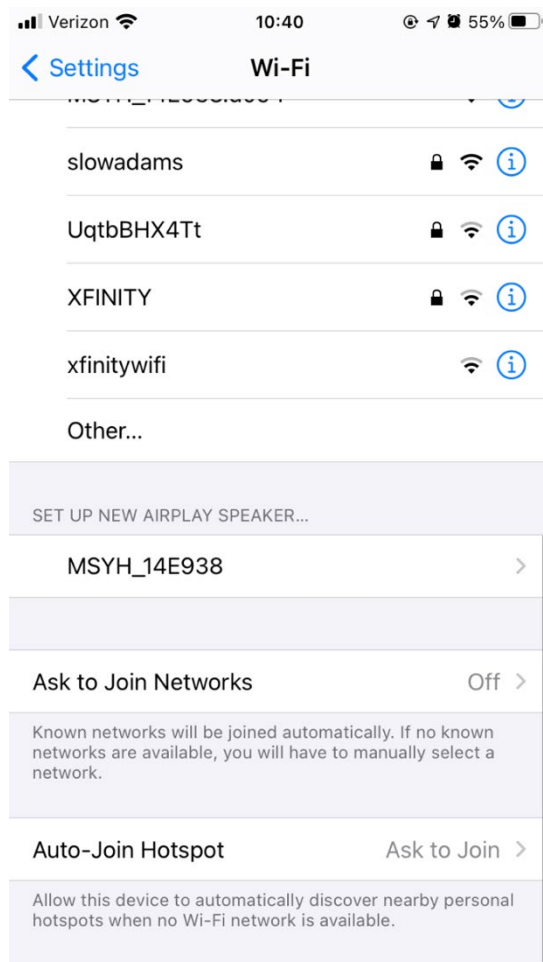 Verizon 10:40 55%
Settings Wi-Fi
slowadams
UqtbBHX4Tt
XFINITY
xfinitywifi
Other...
SET UP NEW AIRPLAY SPEAKER...
MSYH_14E938
Ask to Join Networks Off
Known networks will be joined automatically. If no known
networks are available, you will have to manually select a
network.
Auto-Join Hotspot Ask to Join
Allow this device to automatically discover nearby personal
hotspots when no Wi-Fi network is available.